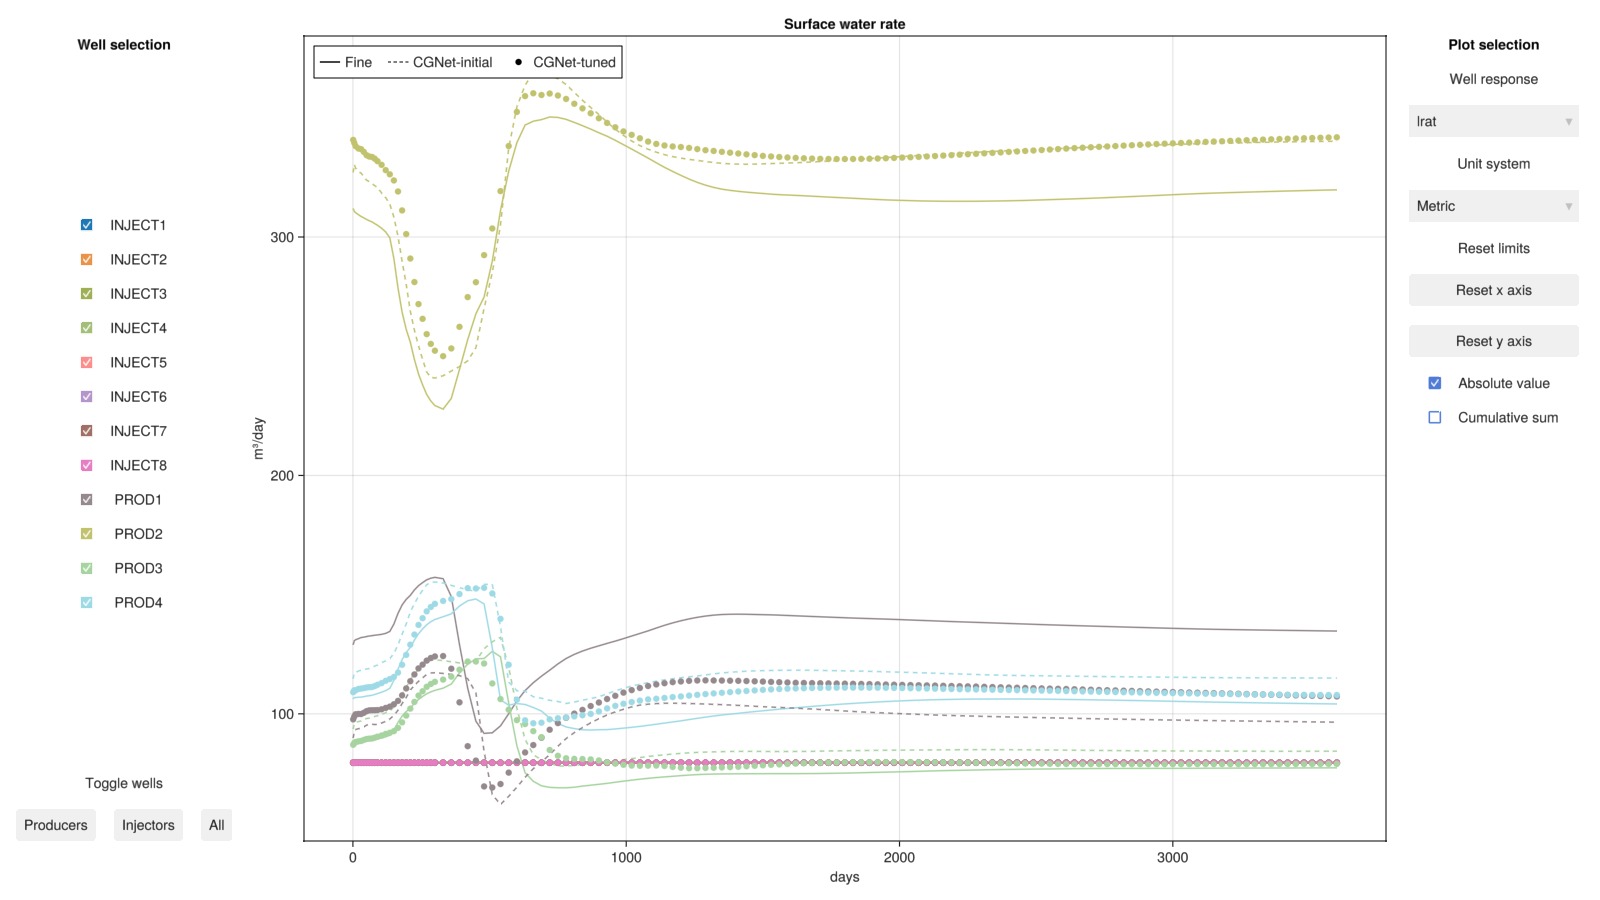 Surface water rate
Well selection
INJECT1
INJECT2
INJECT3
INJECT4
INJECT5
INJECT6
INJECT7
INJECT8
PROD1
PROD2
PROD3
PROD4
Toggle wells
Producers Injectors All
Fine CGNet-initial CGNet-tuned
300
200
100
m³/day
0 1000 2000 3000
days
Plot selection
Well response
lrat
Unit system
Metric
Reset limits
Reset x axis
Reset y axis
Absolute value
Cumulative sum